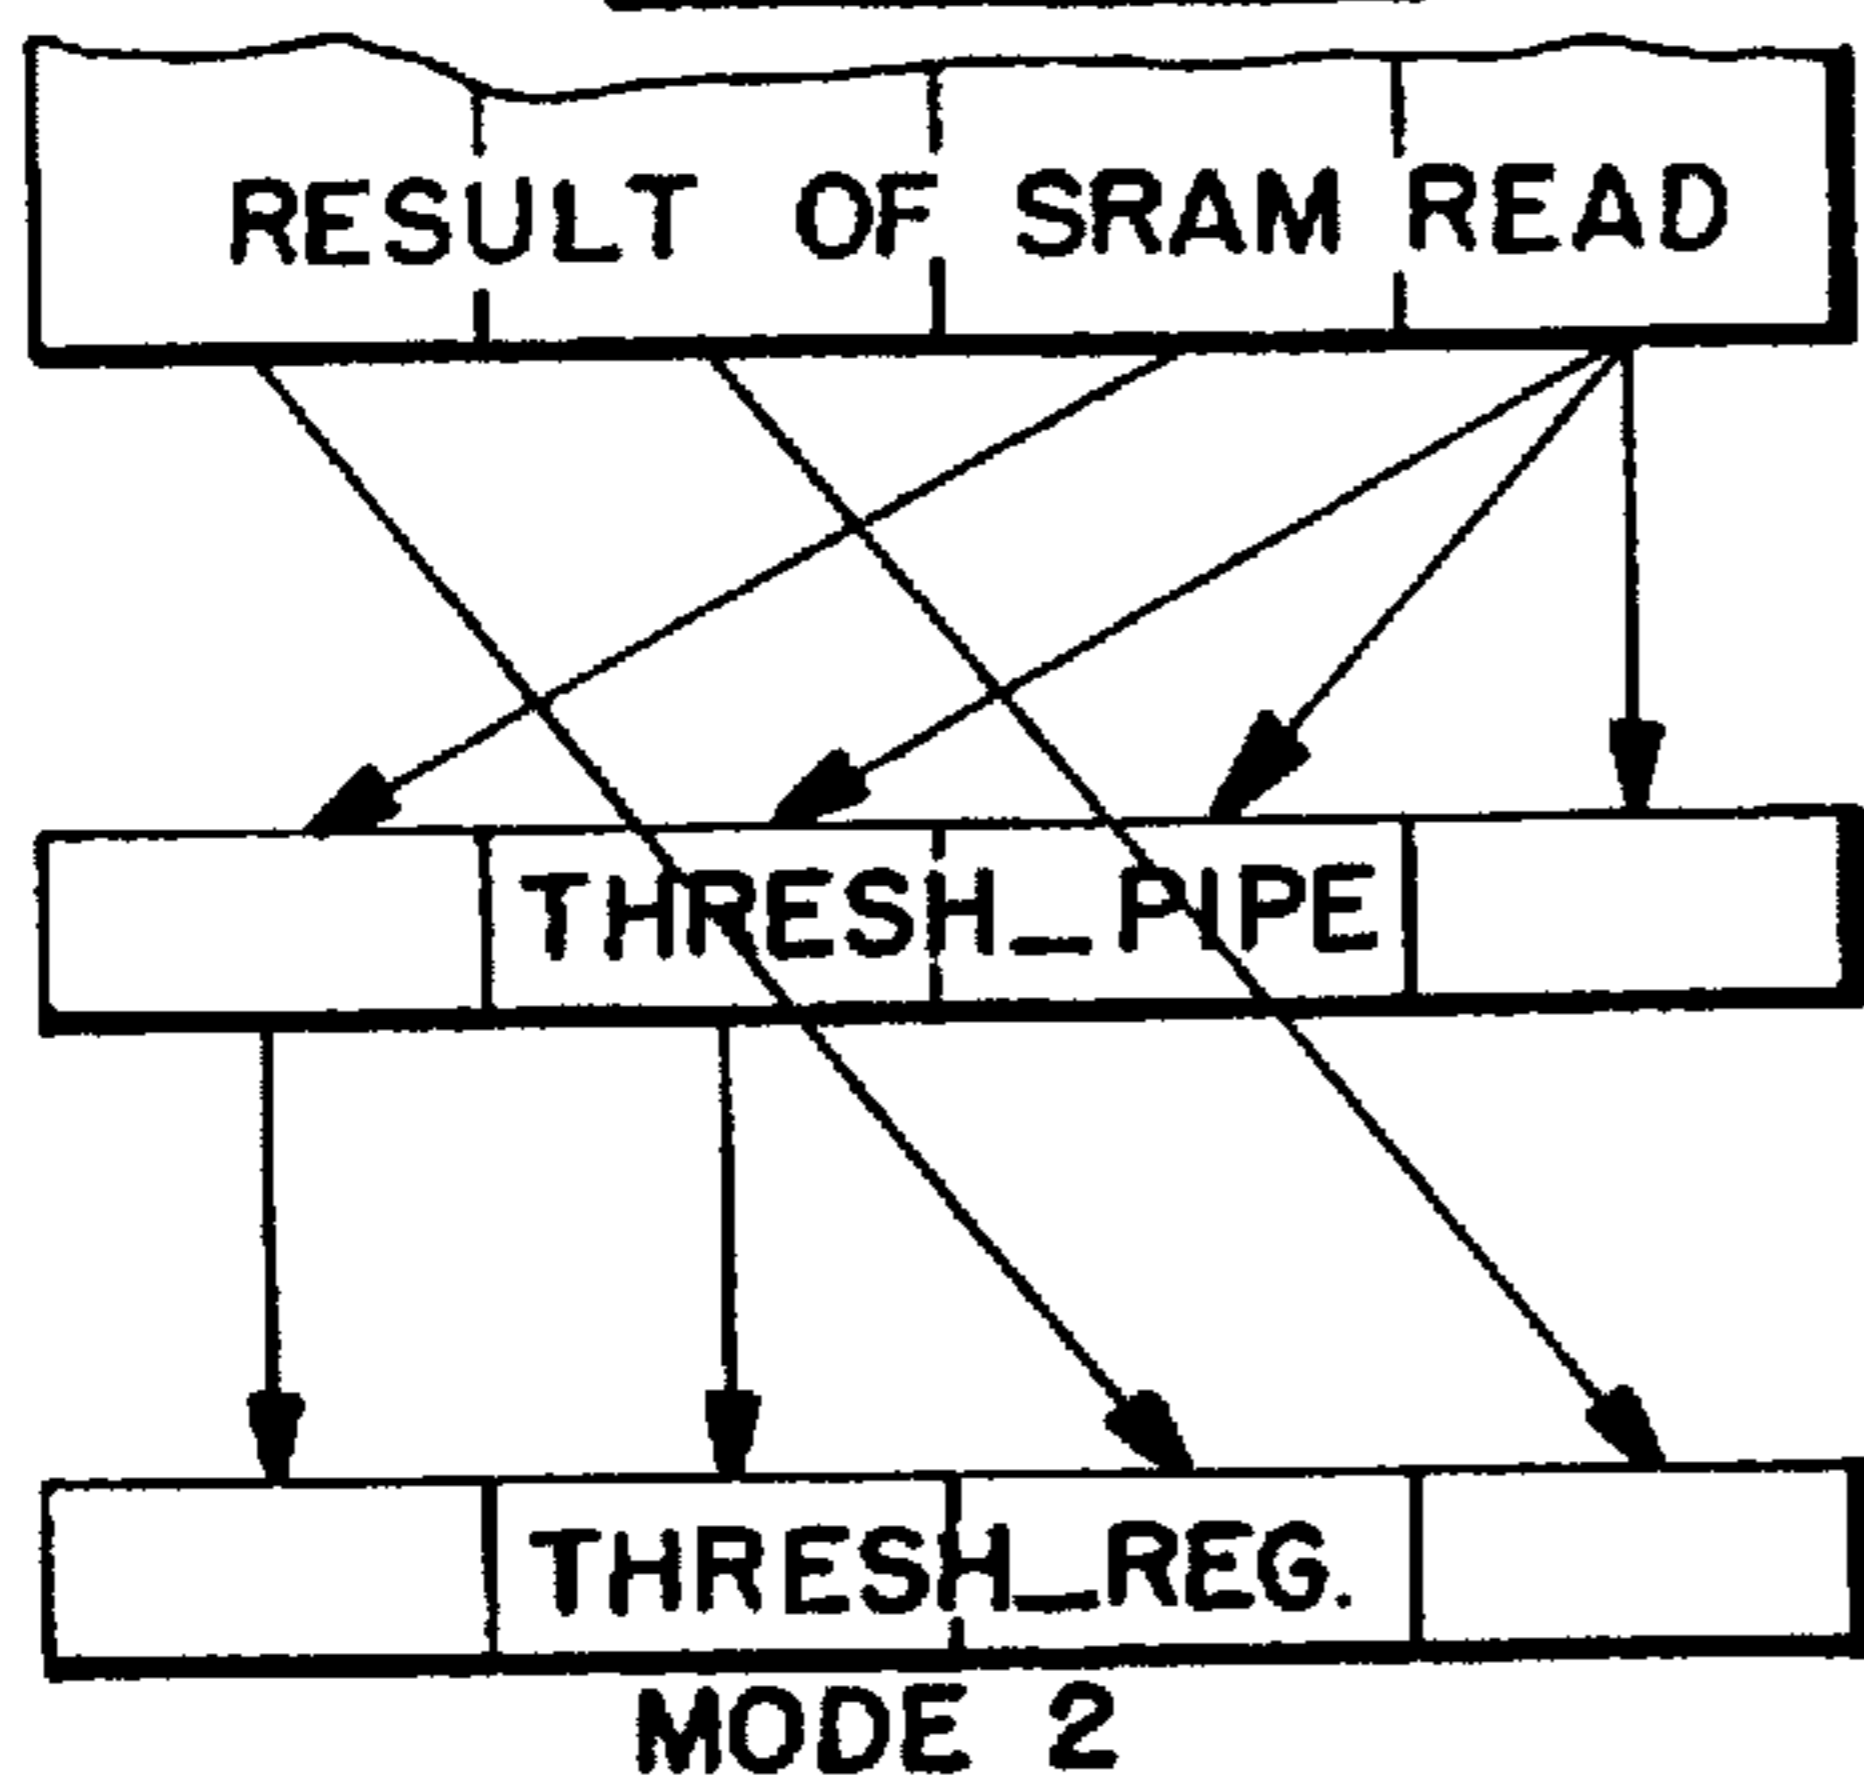 RESULT OF SRAM READ
THRESH_PIPE
THRESH_REG.
MODE 2